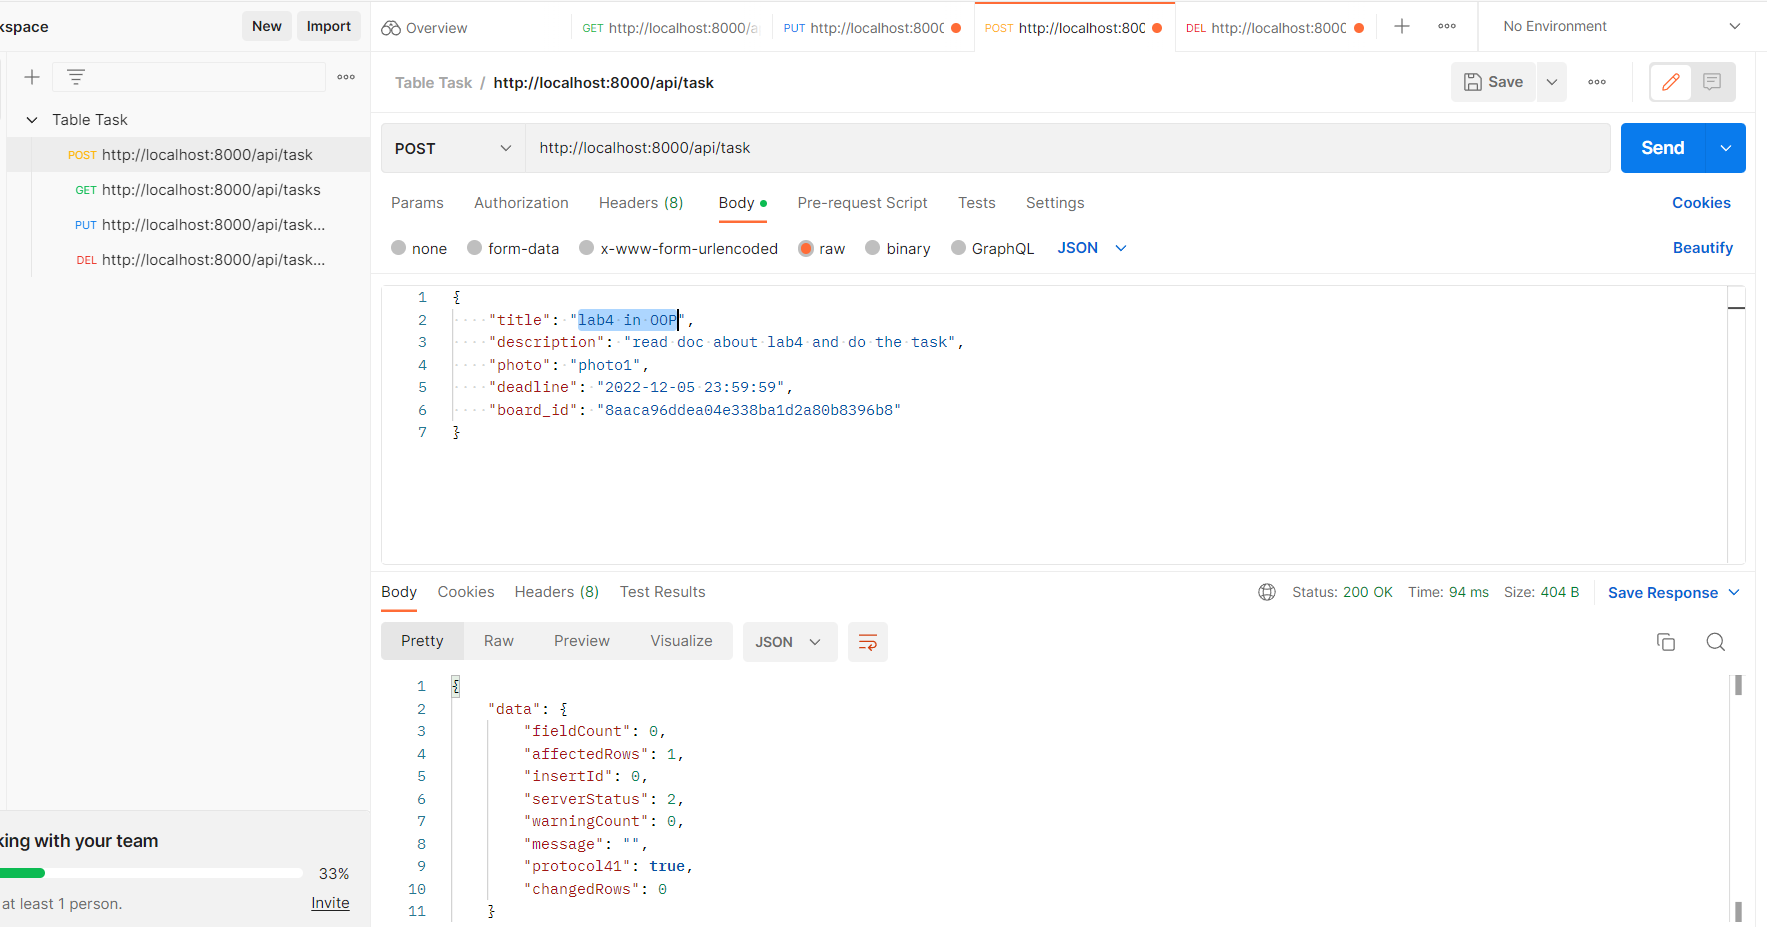 kspace
New
Import
Overview
GET http://localhost:8000/a
PUT http://localhost:800
POST http://localhost:800
DEL http://localhost:800
No Environment
Table Task / http://localhost:8000/api/task
Save
Table Task
POST http://localhost:8000/api/task
GET http://localhost:8000/api/tasks
PUT http://localhost:8000/api/task...
DEL http://localhost:8000/api/task...
POST
http://localhost:8000/api/task
Send
Params
Authorization
Headers (8)
Body
Pre-request Script
Tests
Settings
Cookies
none
form-data
x-www-form-urlencoded
raw
binary
GraphQL
JSON
Beautify
1 {
2 "title": "lab4 in OOP",
3 "description": "read doc about lab4 and do the task",
4 "photo": "photo1",
5 "deadline": "2022-12-05 23:59:59",
6 "board_id": "8aaca96ddea04e338ba1d2a80b8396b8"
7 }
Body
Cookies
Headers (8)
Test Results
Status: 200 OK
Time: 94 ms
Size: 404 B
Save Response
Pretty
Raw
Preview
Visualize
JSON
1 {
2 "data": {
3 "fieldCount": 0,
4 "affectedRows": 1,
5 "insertId": 0,
6 "serverStatus": 2,
7 "warningCount": 0,
8 "message": "",
9 "protocol41": true,
10 "changedRows": 0
11 }
king with your team
33%
at least 1 person.
Invite